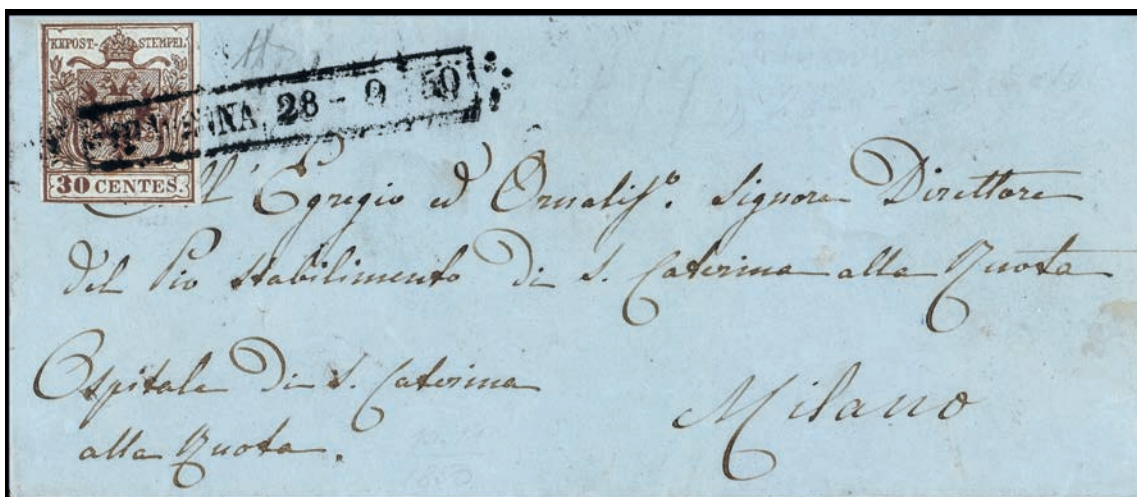 KKPOST-STEMPEL
30 CENTES.
28 - 9 50
All' Egregio ed Ornatiss.º Signore Direttore
del Pio Stabilimento di S. Caterina alla Ruota
Ospitale di S. Caterina
alla Ruota.
Milano